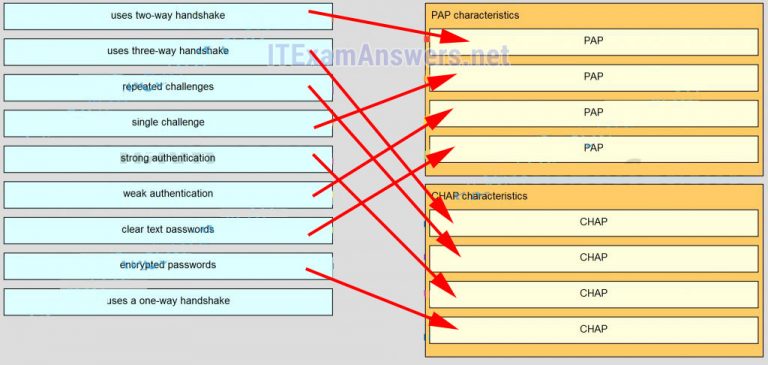 uses two-way handshake
uses three-way handshake
repeated challenges
single challenge
strong authentication
weak authentication
clear text passwords
encrypted passwords
uses a one-way handshake
ITExamAnswers.net
PAP characteristics
PAP
PAP
PAP
PAP
CHAP characteristics
CHAP
CHAP
CHAP
CHAP